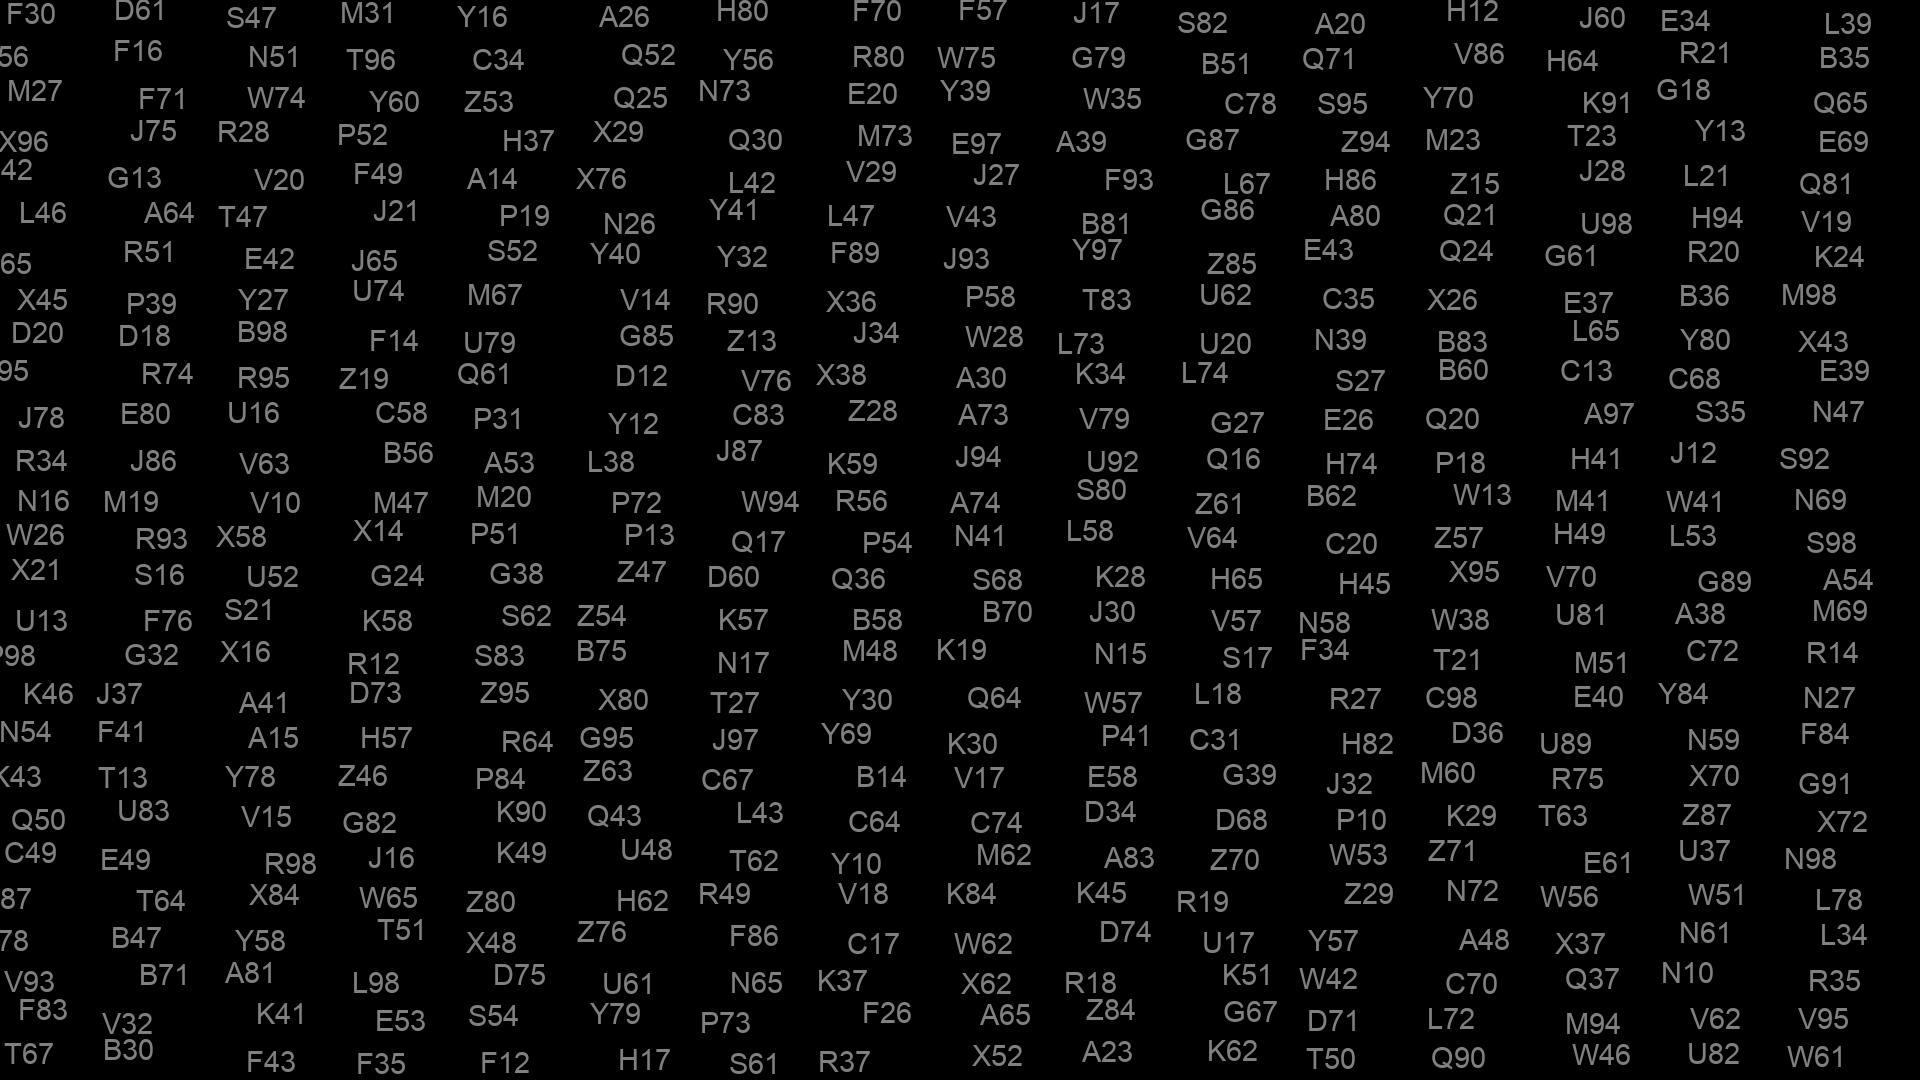 F30 D61 S47 M31 Y16 A26 H80 F70 F57 J17 S82 A20 H12 J60 E34 L39
56 F16 N51 T96 C34 Q52 Y56 R80 W75 G79 B51 Q71 V86 H64 R21 B35
M27 F71 W74 Y60 Z53 Q25 N73 E20 Y39 W35 C78 S95 Y70 K91 G18 Q65
X96 J75 R28 P52 H37 X29 Q30 M73 E97 A39 G87 Z94 M23 T23 Y13 E69
42 G13 V20 F49 A14 X76 L42 V29 J27 F93 L67 H86 Z15 J28 L21 Q81
L46 A64 T47 J21 P19 N26 Y41 L47 V43 B81 G86 A80 Q21 U98 H94 V19
65 R51 E42 J65 S52 Y40 Y32 F89 J93 Y97 Z85 E43 Q24 G61 R20 K24
X45 P39 Y27 U74 M67 V14 R90 X36 P58 T83 U62 C35 X26 E37 B36 M98
D20 D18 B98 F14 U79 G85 Z13 J34 W28 L73 U20 N39 B83 L65 Y80 X43
95 R74 R95 Z19 Q61 D12 V76 X38 A30 K34 L74 S27 B60 C13 C68 E39
J78 E80 U16 C58 P31 Y12 C83 Z28 A73 V79 G27 E26 Q20 A97 S35 N47
R34 J86 V63 B56 A53 L38 J87 K59 J94 U92 Q16 H74 P18 H41 J12 S92
N16 M19 V10 M47 M20 P72 W94 R56 A74 S80 Z61 B62 W13 M41 W41 N69
W26 R93 X58 X14 P51 P13 Q17 P54 N41 L58 V64 C20 Z57 H49 L53 S98
X21 S16 U52 G24 G38 Z47 D60 Q36 S68 K28 H65 H45 X95 V70 G89 A54
U13 F76 S21 K58 S62 Z54 K57 B58 B70 J30 V57 N58 W38 U81 A38 M69
P98 G32 X16 R12 S83 B75 N17 M48 K19 N15 S17 F34 T21 M51 C72 R14
K46 J37 A41 D73 Z95 X80 T27 Y30 Q64 W57 L18 R27 C98 E40 Y84 N27
N54 F41 A15 H57 R64 G95 J97 Y69 K30 P41 C31 H82 D36 U89 N59 F84
K43 T13 Y78 Z46 P84 Z63 C67 B14 V17 E58 G39 J32 M60 R75 X70 G91
Q50 U83 V15 G82 K90 Q43 L43 C64 C74 D34 D68 P10 K29 T63 Z87 X72
C49 E49 R98 J16 K49 U48 T62 Y10 M62 A83 Z70 W53 Z71 E61 U37 N98
87 T64 X84 W65 Z80 H62 R49 V18 K84 K45 R19 Z29 N72 W56 W51 L78
78 B47 Y58 T51 X48 Z76 F86 C17 W62 D74 U17 Y57 A48 X37 N61 L34
V93 B71 A81 L98 D75 U61 N65 K37 X62 R18 K51 W42 C70 Q37 N10 R35
F83 V32 K41 E53 S54 Y79 P73 F26 A65 Z84 G67 D71 L72 M94 V62 V95
T67 B30 F43 F35 F12 H17 S61 R37 X52 A23 K62 T50 Q90 W46 U82 W61